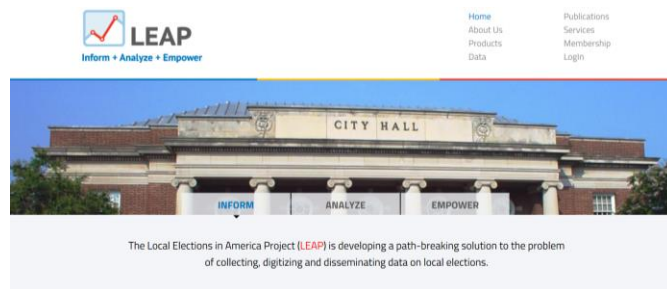 LEAP
Inform + Analyze + Empower
Home
About Us
Products
Data
Publications
Services
Membership
Login
CITY HALL
INFORM
ANALYZE
EMPOWER
The Local Elections in America Project (LEAP) is developing a path-breaking solution to the problem
of collecting, digitizing and disseminating data on local elections.